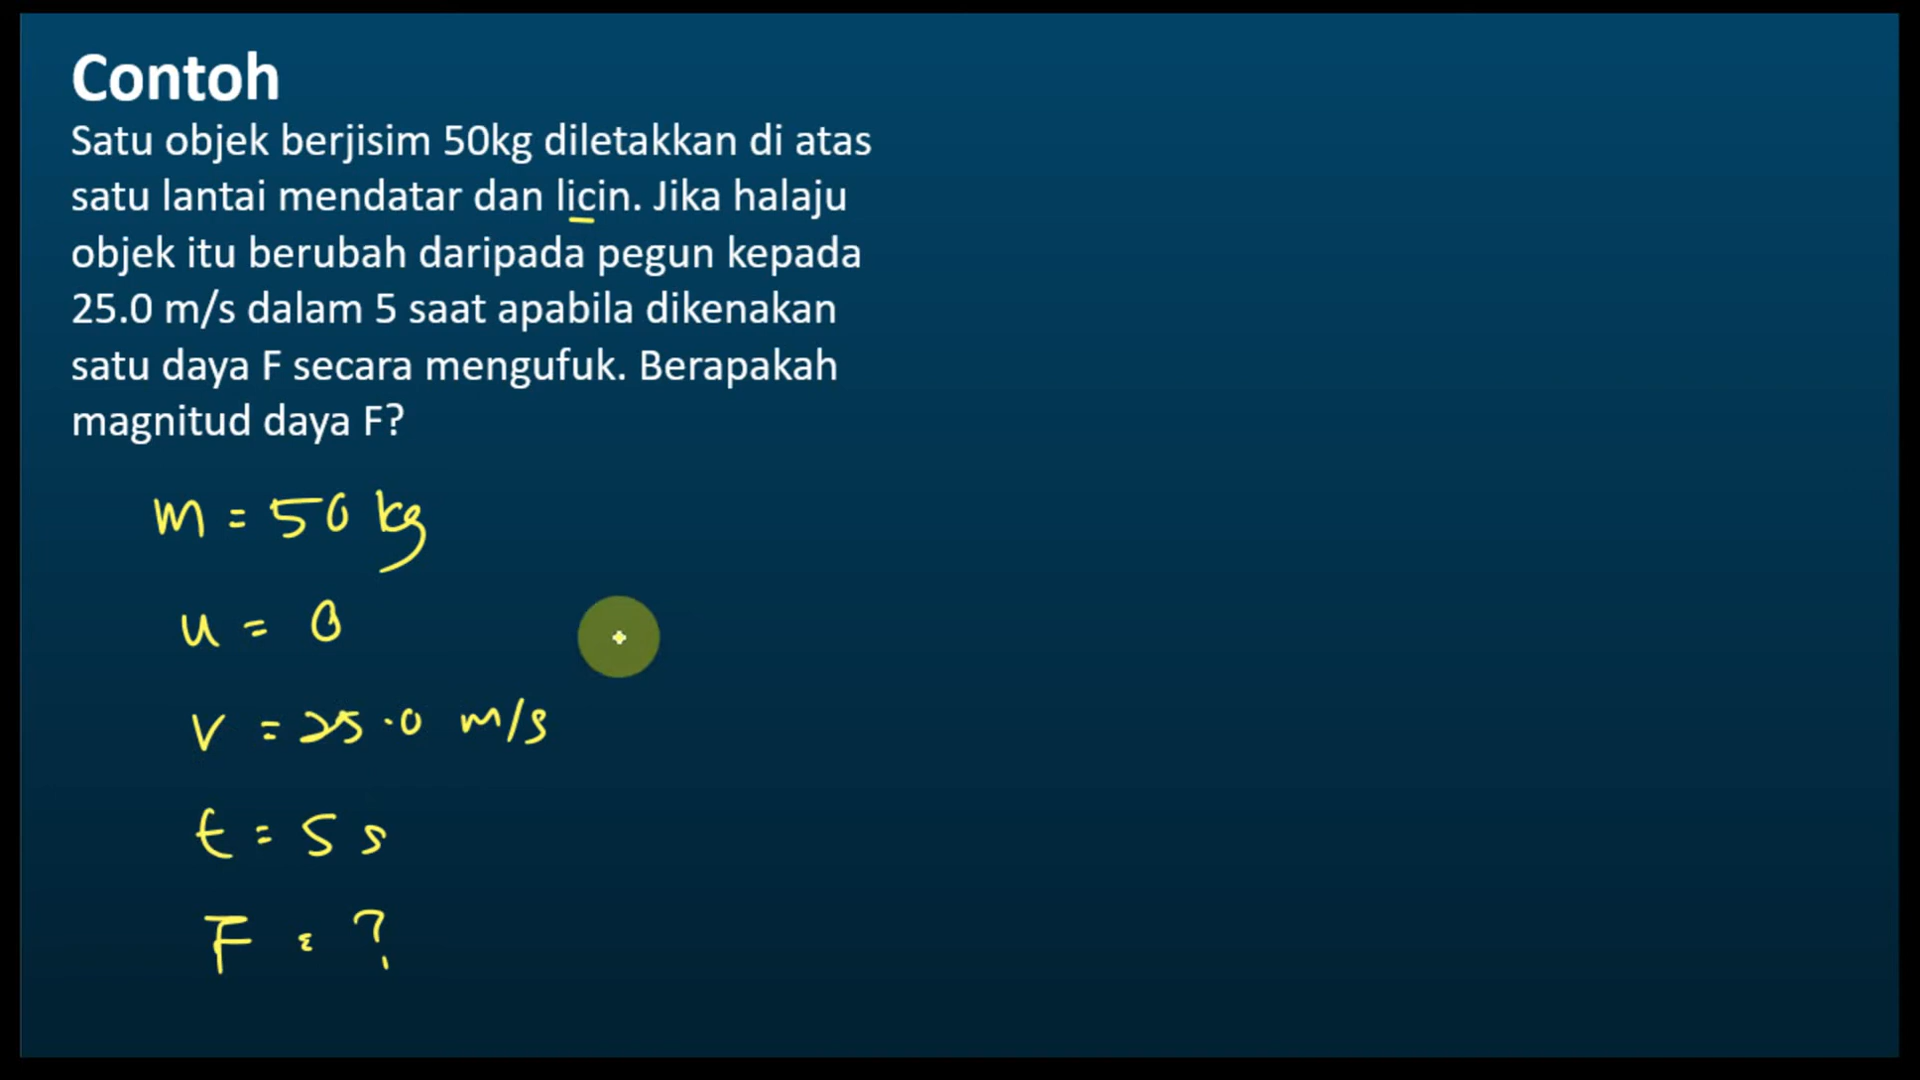 Contoh
Satu objek berjisim 50kg diletakkan di atas
satu lantai mendatar dan licin. Jika halaju
objek itu berubah daripada pegun kepada
25.0 m/s dalam 5 saat apabila dikenakan
satu daya F secara mengufuk. Berapakah
magnitud daya F?
m = 50 kg
u = 0
v = 25.0 m/s
t = 5 s
F = ?